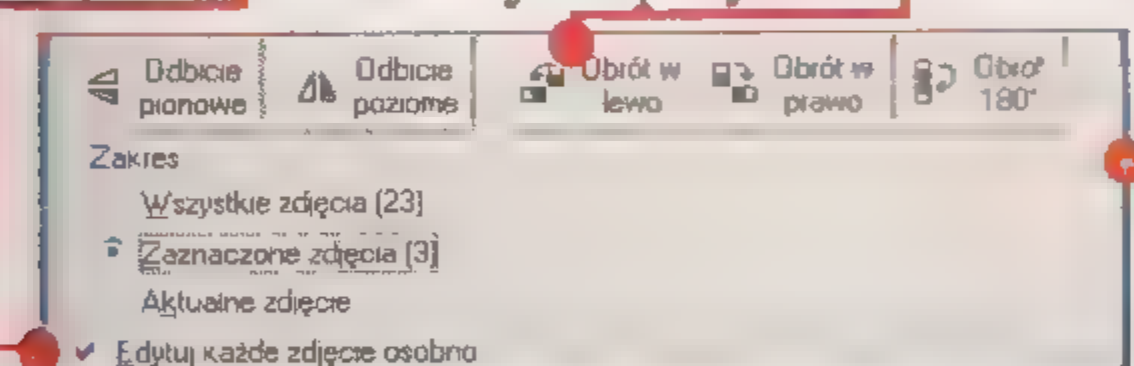 Odbicie pionowe
Odbicie poziome
Obrót w lewo
Obrót w prawo
Obrót 180°
Zakres
Wszystkie zdjęcia (23)
Zaznaczone zdjęcia (3)
Aktualne zdjęcie
Edytuj każde zdjęcie osobno